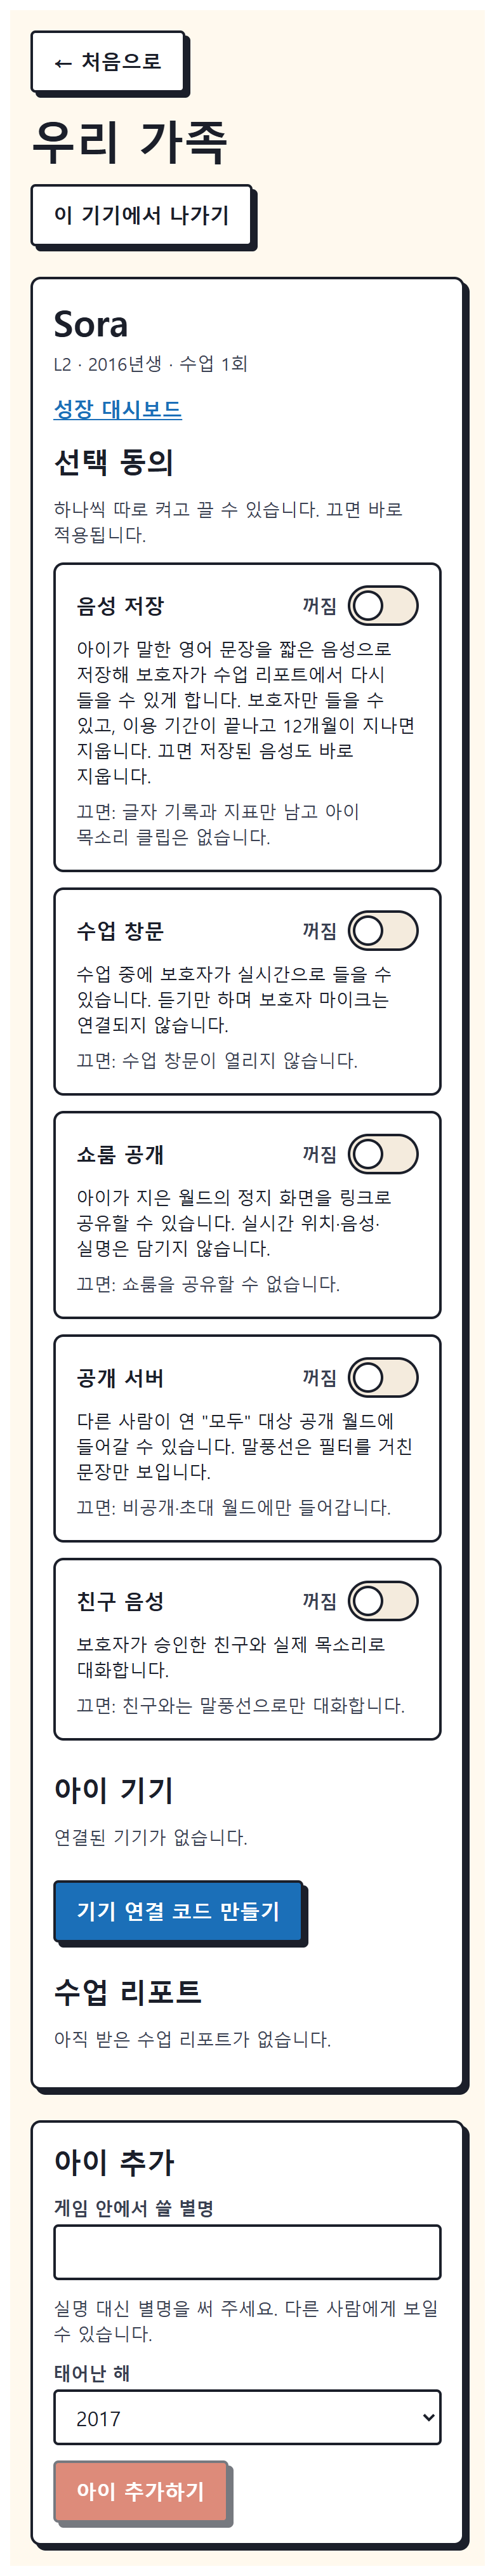 ← 처음으로
우리 가족
이 기기에서 나가기
Sora
L2 · 2016년생 · 수업 1회
성장 대시보드
선택 동의
하나씩 따로 켜고 끌 수 있습니다. 끄면 바로
적용됩니다.
음성 저장 꺼짐
아이가 말한 영어 문장을 짧은 음성으로
저장해 보호자가 수업 리포트에서 다시
들을 수 있게 합니다. 보호자만 들을 수
있고, 이용 기간이 끝나고 12개월이 지나면
지웁니다. 끄면 저장된 음성도 바로
지웁니다.
끄면: 글자 기록과 지표만 남고 아이
목소리 클립은 없습니다.
수업 창문 꺼짐
수업 중에 보호자가 실시간으로 들을 수
있습니다. 듣기만 하며 보호자 마이크는
연결되지 않습니다.
끄면: 수업 창문이 열리지 않습니다.
쇼룸 공개 꺼짐
아이가 지은 월드의 정지 화면을 링크로
공유할 수 있습니다. 실시간 위치·음성·
실명은 담기지 않습니다.
끄면: 쇼룸을 공유할 수 없습니다.
공개 서버 꺼짐
다른 사람이 연 "모두" 대상 공개 월드에
들어갈 수 있습니다. 말풍선은 필터를 거친
문장만 보입니다.
끄면: 비공개·초대 월드에만 들어갑니다.
친구 음성 꺼짐
보호자가 승인한 친구와 실제 목소리로
대화합니다.
끄면: 친구와는 말풍선으로만 대화합니다.
아이 기기
연결된 기기가 없습니다.
기기 연결 코드 만들기
수업 리포트
아직 받은 수업 리포트가 없습니다.
아이 추가
게임 안에서 쓸 별명
실명 대신 별명을 써 주세요. 다른 사람에게 보일
수 있습니다.
태어난 해
2017
아이 추가하기